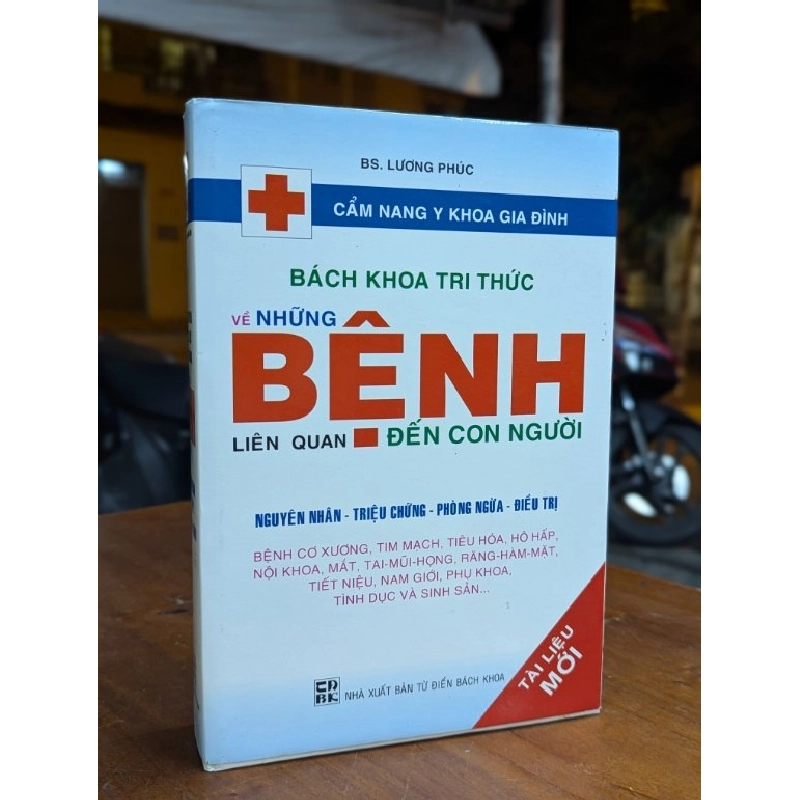 BS. LƯƠNG PHÚC
CẨM NANG Y KHOA GIA ĐÌNH
BÁCH KHOA TRI THỨC
VỀ NHỮNG
BỆNH
LIÊN QUAN ĐẾN CON NGƯỜI
NGUYÊN NHÂN - TRIỆU CHỨNG - PHÒNG NGỪA - ĐIỀU TRỊ
BỆNH CƠ XƯƠNG, TIM MẠCH, TIÊU HÓA, HÔ HẤP,
NỘI KHOA, MẮT, TAI-MŨI-HỌNG, RĂNG-HÀM-MẶT,
TIẾT NIỆU, NAM GIỚI, PHỤ KHOA,
TÌNH DỤC VÀ SINH SẢN...
TÀI LIỆU
MỚI
NHÀ XUẤT BẢN TỪ ĐIỂN BÁCH KHOA